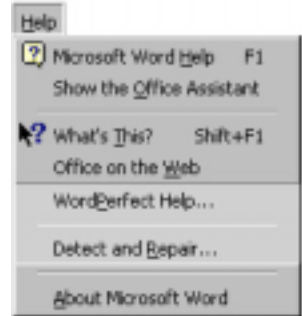 Help
Microsoft Word Help F1
Show the Office Assistant
What's This? Shift+F1
Office on the Web
WordPerfect Help...
Detect and Repair...
About Microsoft Word